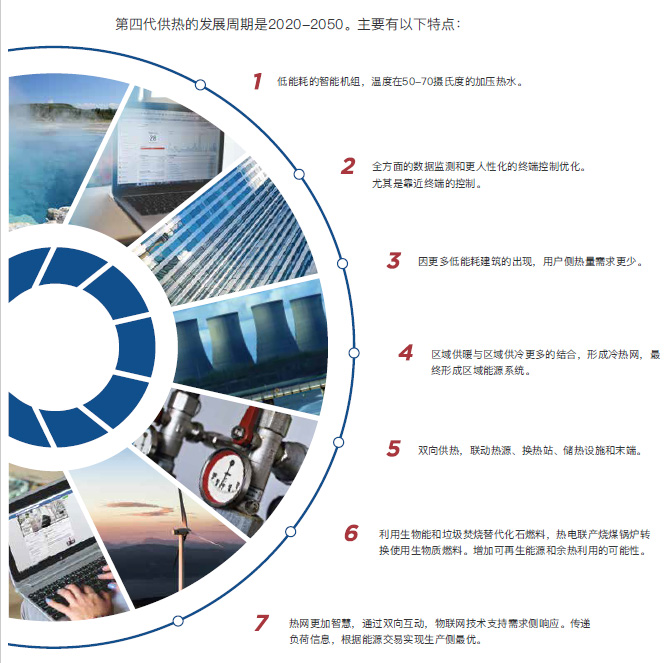 第四代供热的发展周期是2020-2050。主要有以下特点：
1 低能耗的智能机组，温度在50-70摄氏度的加压热水。
2 全方面的数据监测和更人性化的终端控制优化。
尤其是靠近终端的控制。
3 因更多低能耗建筑的出现，用户侧热量需求更少。
4 区域供暖与区域供冷更多的结合，形成冷热网，最
终形成区域能源系统。
5 双向供热，联动热源、换热站、储热设施和末端。
6 利用生物能和垃圾焚烧替代化石燃料，热电联产烧煤锅炉转
换使用生物质燃料。增加可再生能源和余热利用的可能性。
7 热网更加智慧，通过双向互动，物联网技术支持需求侧响应。传递
负荷信息，根据能源交易实现生产侧最优。